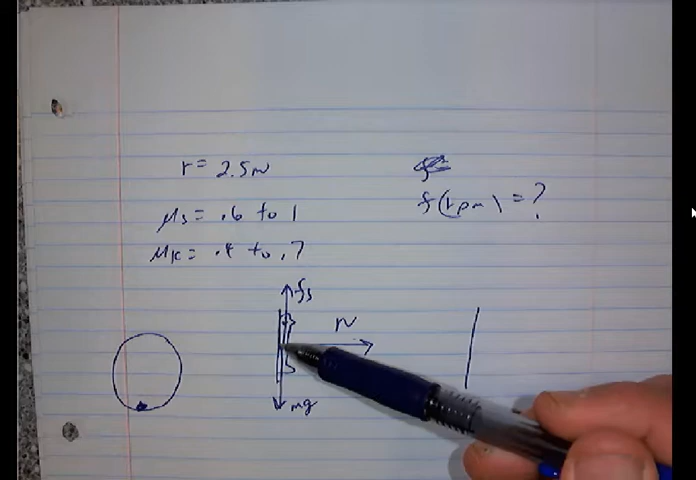 r = 2.5m
f(rpm) = ?
μs = .6 to 1
μk = .4 to .7
fs
N
mg